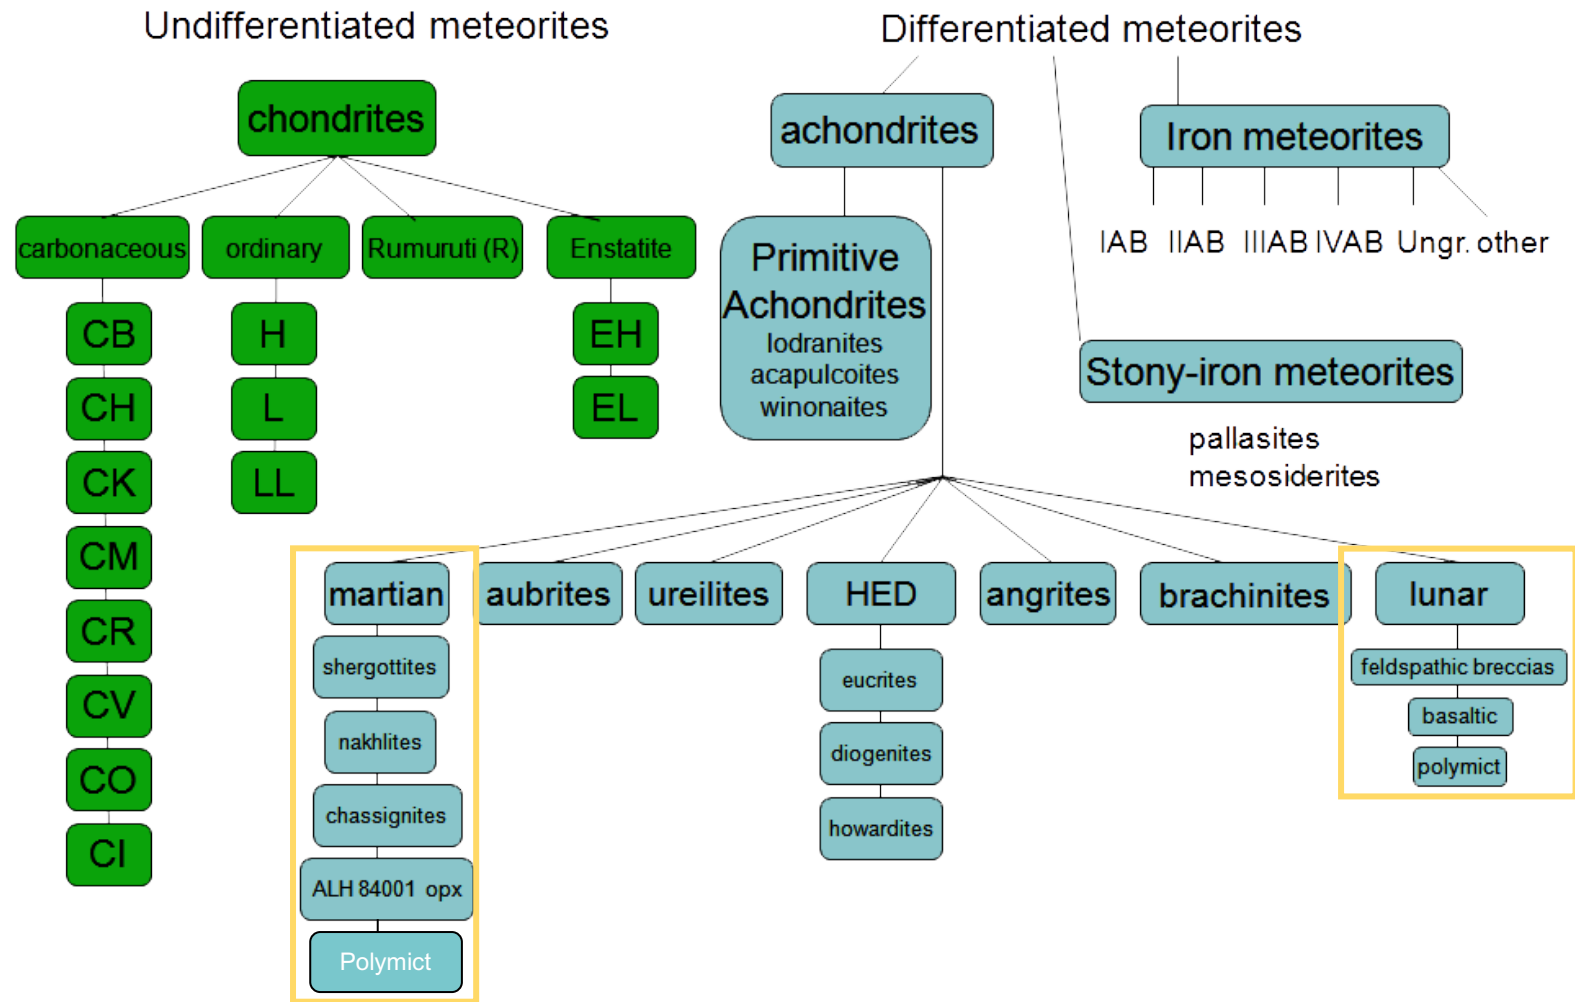 Undifferentiated meteorites
Differentiated meteorites
chondrites
achondrites
Iron meteorites
carbonaceous
ordinary
Rumuruti (R)
Enstatite
Primitive
Achondrites
lodranites
acapulcoites
winonaites
IAB IIAB IIIAB IVAB Ungr. other
CB
CH
CK
CM
CR
CV
CO
CI
H
L
LL
EH
EL
Stony-iron meteorites
pallasites
mesosiderites
martian
aubrites
ureilites
HED
angrites
brachinites
lunar
shergottites
nakhlites
chassignites
ALH 84001 opx
Polymict
eucrites
diogenites
howardites
feldspathic breccias
basaltic
polymict